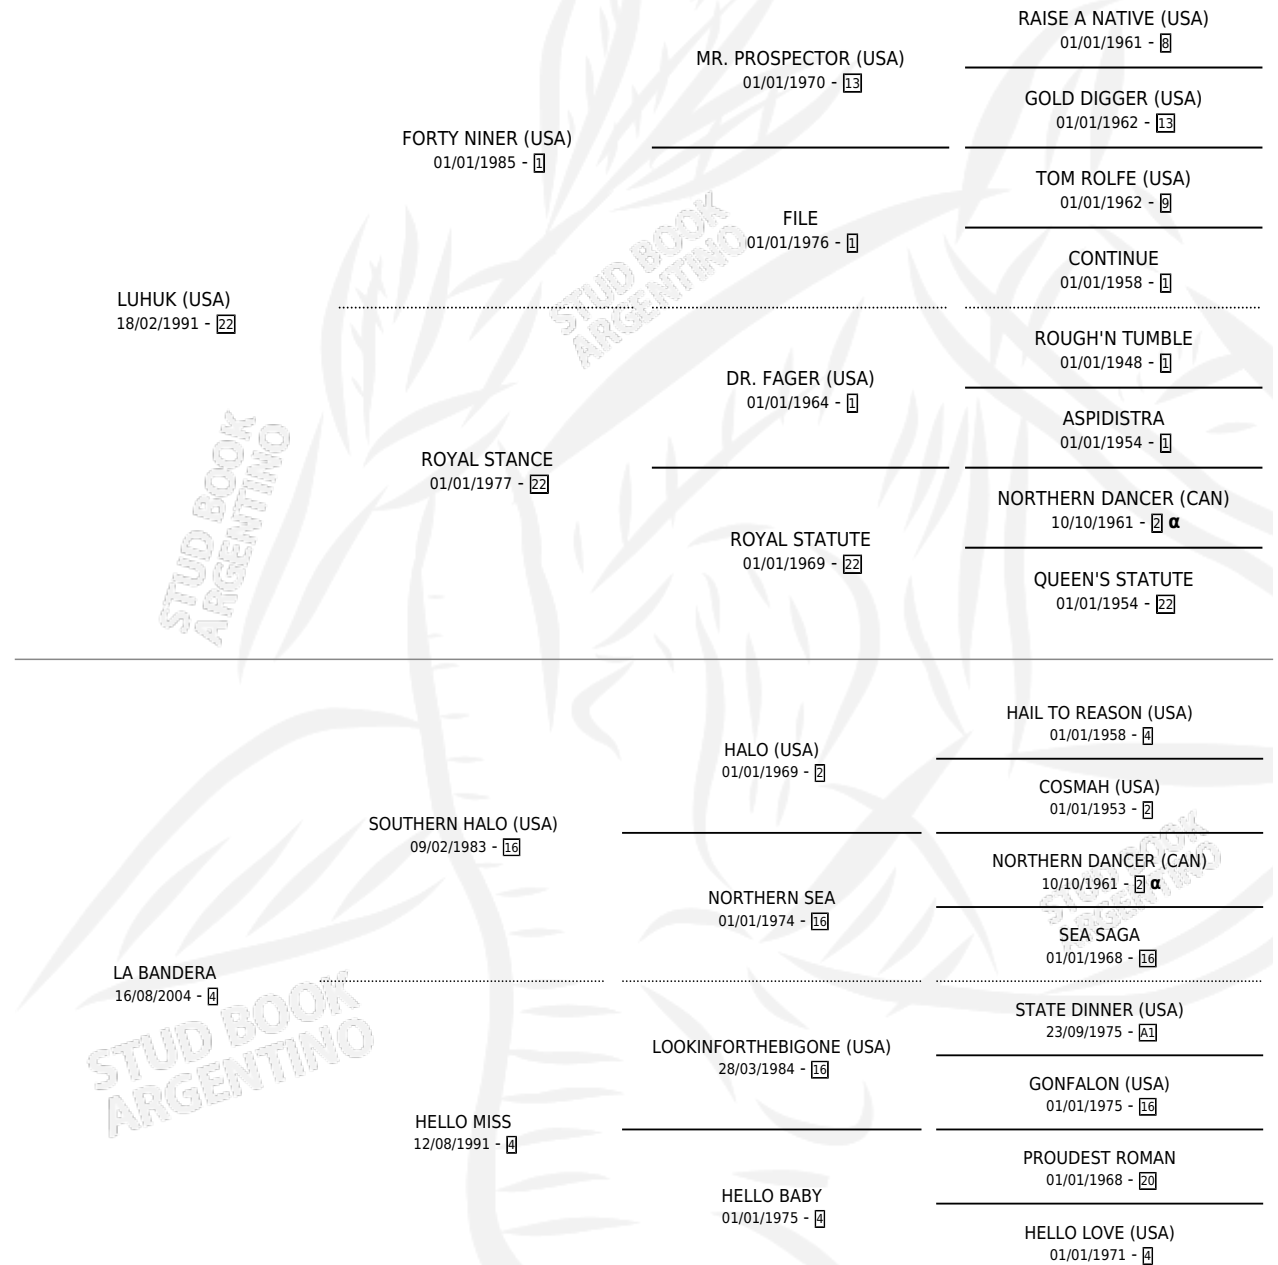 RAISE A NATIVE (USA)
01/01/1961 - 8
MR. PROSPECTOR (USA)
01/01/1970 - 13
GOLD DIGGER (USA)
01/01/1962 - 13
FORTY NINER (USA)
01/01/1985 - 1
TOM ROLFE (USA)
01/01/1962 - 9
FILE
01/01/1976 - 1
CONTINUE
01/01/1958 - 1
LUHUK (USA)
18/02/1991 - 22
ROUGH'N TUMBLE
01/01/1948 - 1
DR. FAGER (USA)
01/01/1964 - 1
ASPIDISTRA
01/01/1954 - 1
ROYAL STANCE
01/01/1977 - 22
NORTHERN DANCER (CAN)
10/10/1961 - 2 α
ROYAL STATUTE
01/01/1969 - 22
QUEEN'S STATUTE
01/01/1954 - 22
HAIL TO REASON (USA)
01/01/1958 - 4
HALO (USA)
01/01/1969 - 2
COSMAH (USA)
01/01/1953 - 2
SOUTHERN HALO (USA)
09/02/1983 - 16
NORTHERN DANCER (CAN)
10/10/1961 - 2 α
NORTHERN SEA
01/01/1974 - 16
SEA SAGA
01/01/1968 - 16
LA BANDERA
16/08/2004 - 4
STATE DINNER (USA)
23/09/1975 - A1
LOOKINFORTHEBIGONE (USA)
28/03/1984 - 16
GONFALON (USA)
01/01/1975 - 16
HELLO MISS
12/08/1991 - 4
PROUDEST ROMAN
01/01/1968 - 20
HELLO BABY
01/01/1975 - 4
HELLO LOVE (USA)
01/01/1971 - 4
STUD BOOK
ARGENTINO
STUD BOOK
ARGENTINO
STUD BOOK
ARGENTINO
STUD BOOK
ARGENTINO